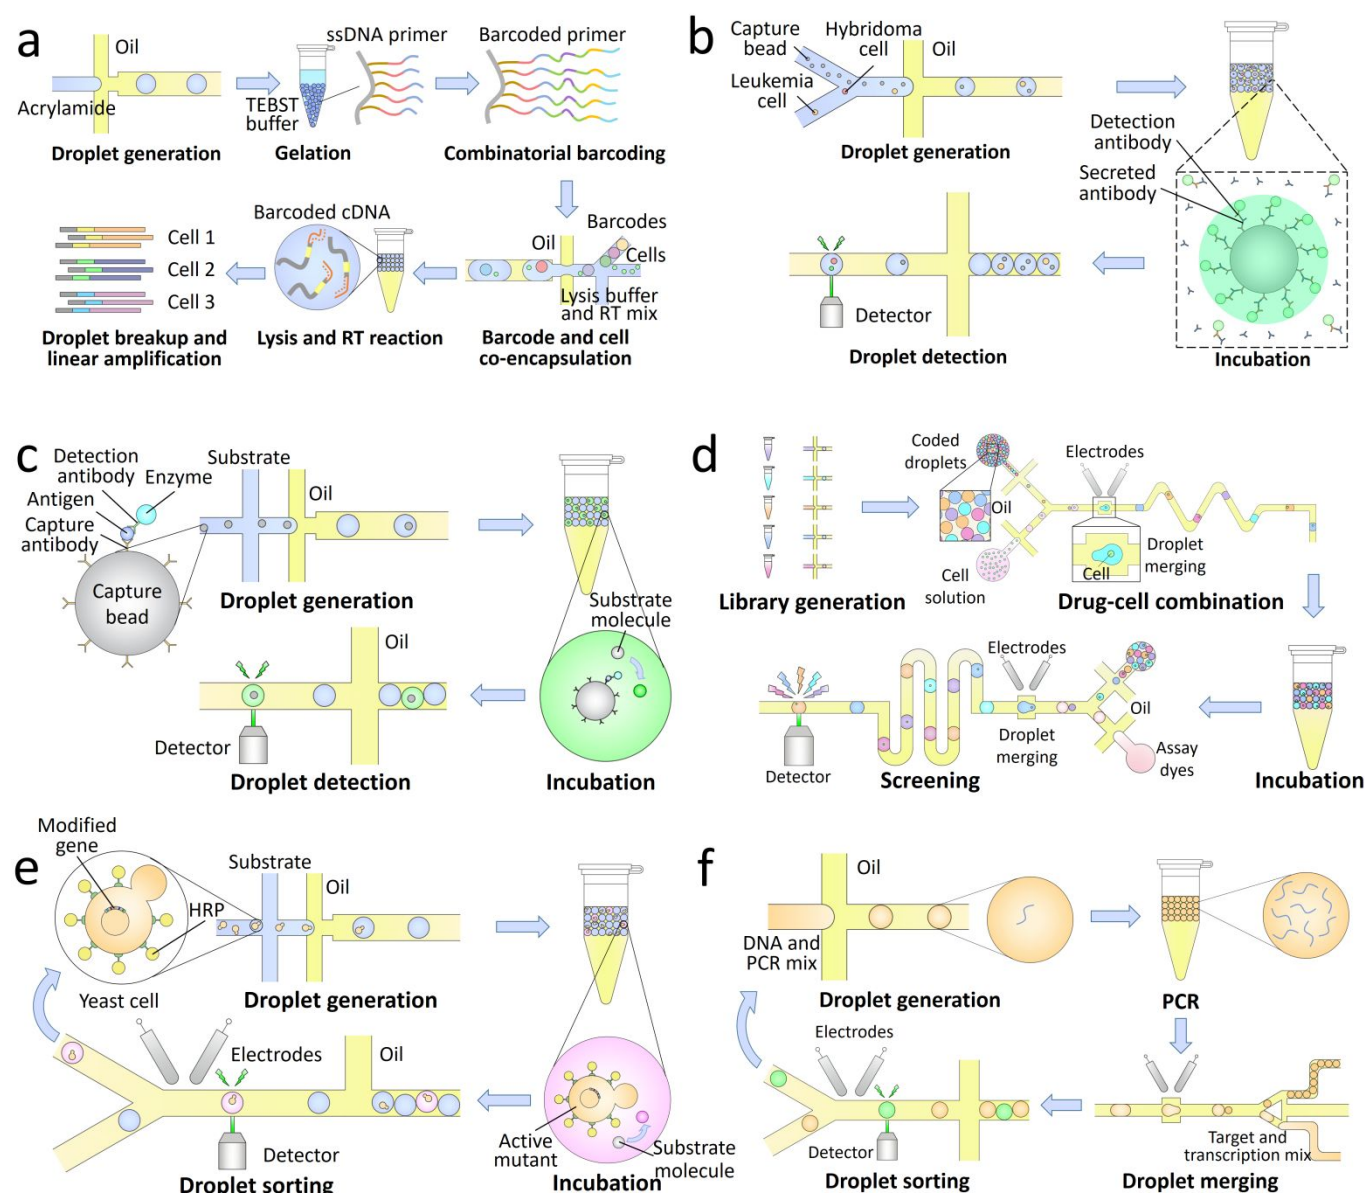 a
Oil
Acrylamide
Droplet generation
TEBST
buffer
Gelation
ssDNA
primer
Barcoded primer
Combinatorial barcoding
Barcodes
Cells
Oil
Lysis buffer
and RT mix
Barcode and cell
co-encapsulation
Barcoded cDNA
Lysis and RT reaction
Cell 1
Cell 2
Cell 3
Droplet breakup and
linear amplification
b
Capture
bead
Hybridoma
cell
Leukemia
cell
Oil
Droplet generation
Detection
antibody
Secreted
antibody
Incubation
Detector
Droplet detection
c
Detection
antibody
Enzyme
Antigen
Capture
antibody
Capture
bead
Substrate
Oil
Droplet generation
Substrate
molecule
Incubation
Oil
Detector
Droplet detection
d
Library generation
Coded
droplets
Oil
Cell
solution
Electrodes
Cell
Droplet
merging
Drug-cell combination
Incubation
Oil
Assay
dyes
Electrodes
Droplet
merging
Screening
Detector
e
Modified
gene
HRP
Yeast cell
Substrate
Oil
Droplet generation
Active
mutant
Substrate
molecule
Incubation
Oil
Electrodes
Detector
Droplet sorting
f
Oil
DNA and
PCR mix
Droplet generation
PCR
Target and
transcription mix
Droplet merging
Electrodes
Detector
Droplet sorting